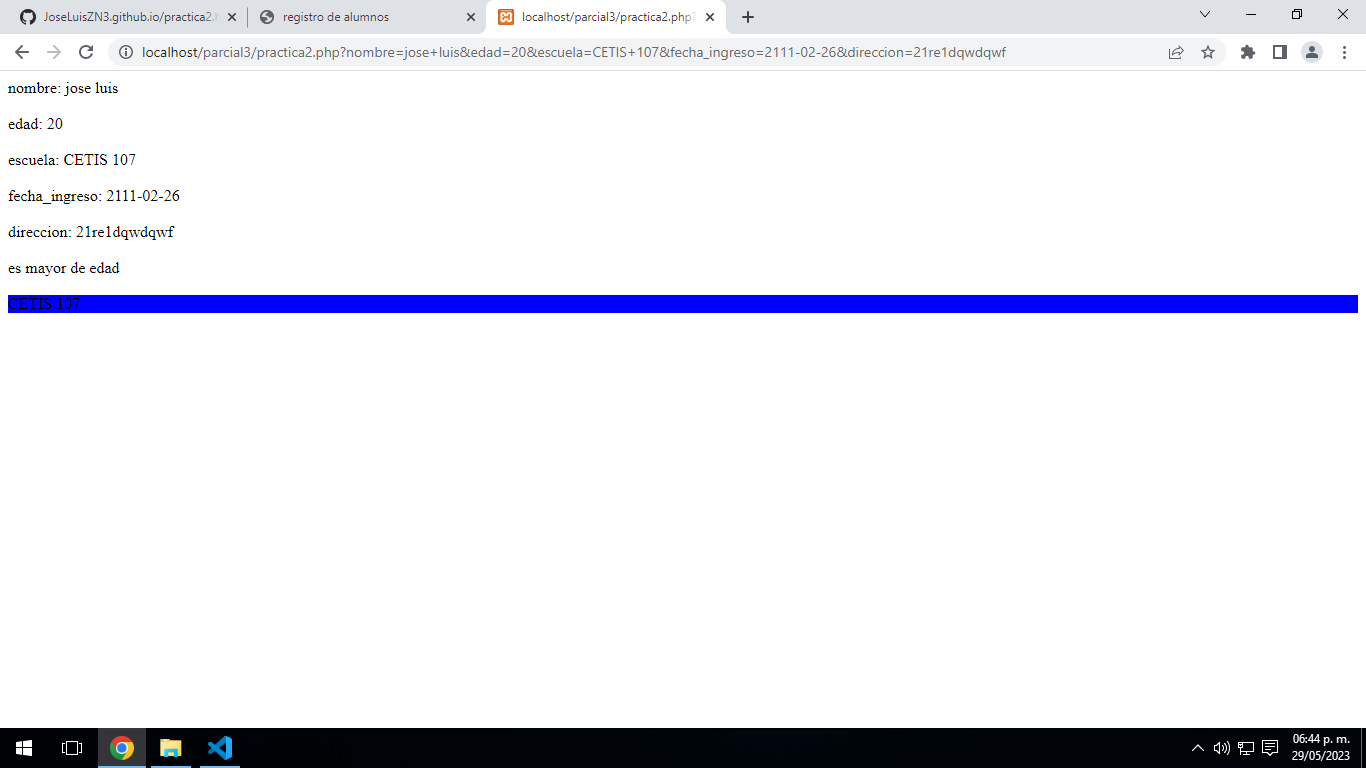 JoseLuisZN3.github.io/practica2.h
registro de alumnos
localhost/parcial3/practica2.php?
localhost/parcial3/practica2.php?nombre=jose+luis&edad=20&escuela=CETIS+107&fecha_ingreso=2111-02-26&direccion=21re1dqwdqwf
nombre: jose luis
edad: 20
escuela: CETIS 107
fecha_ingreso: 2111-02-26
direccion: 21re1dqwdqwf
es mayor de edad
CETIS 107
06:44 p. m.
29/05/2023